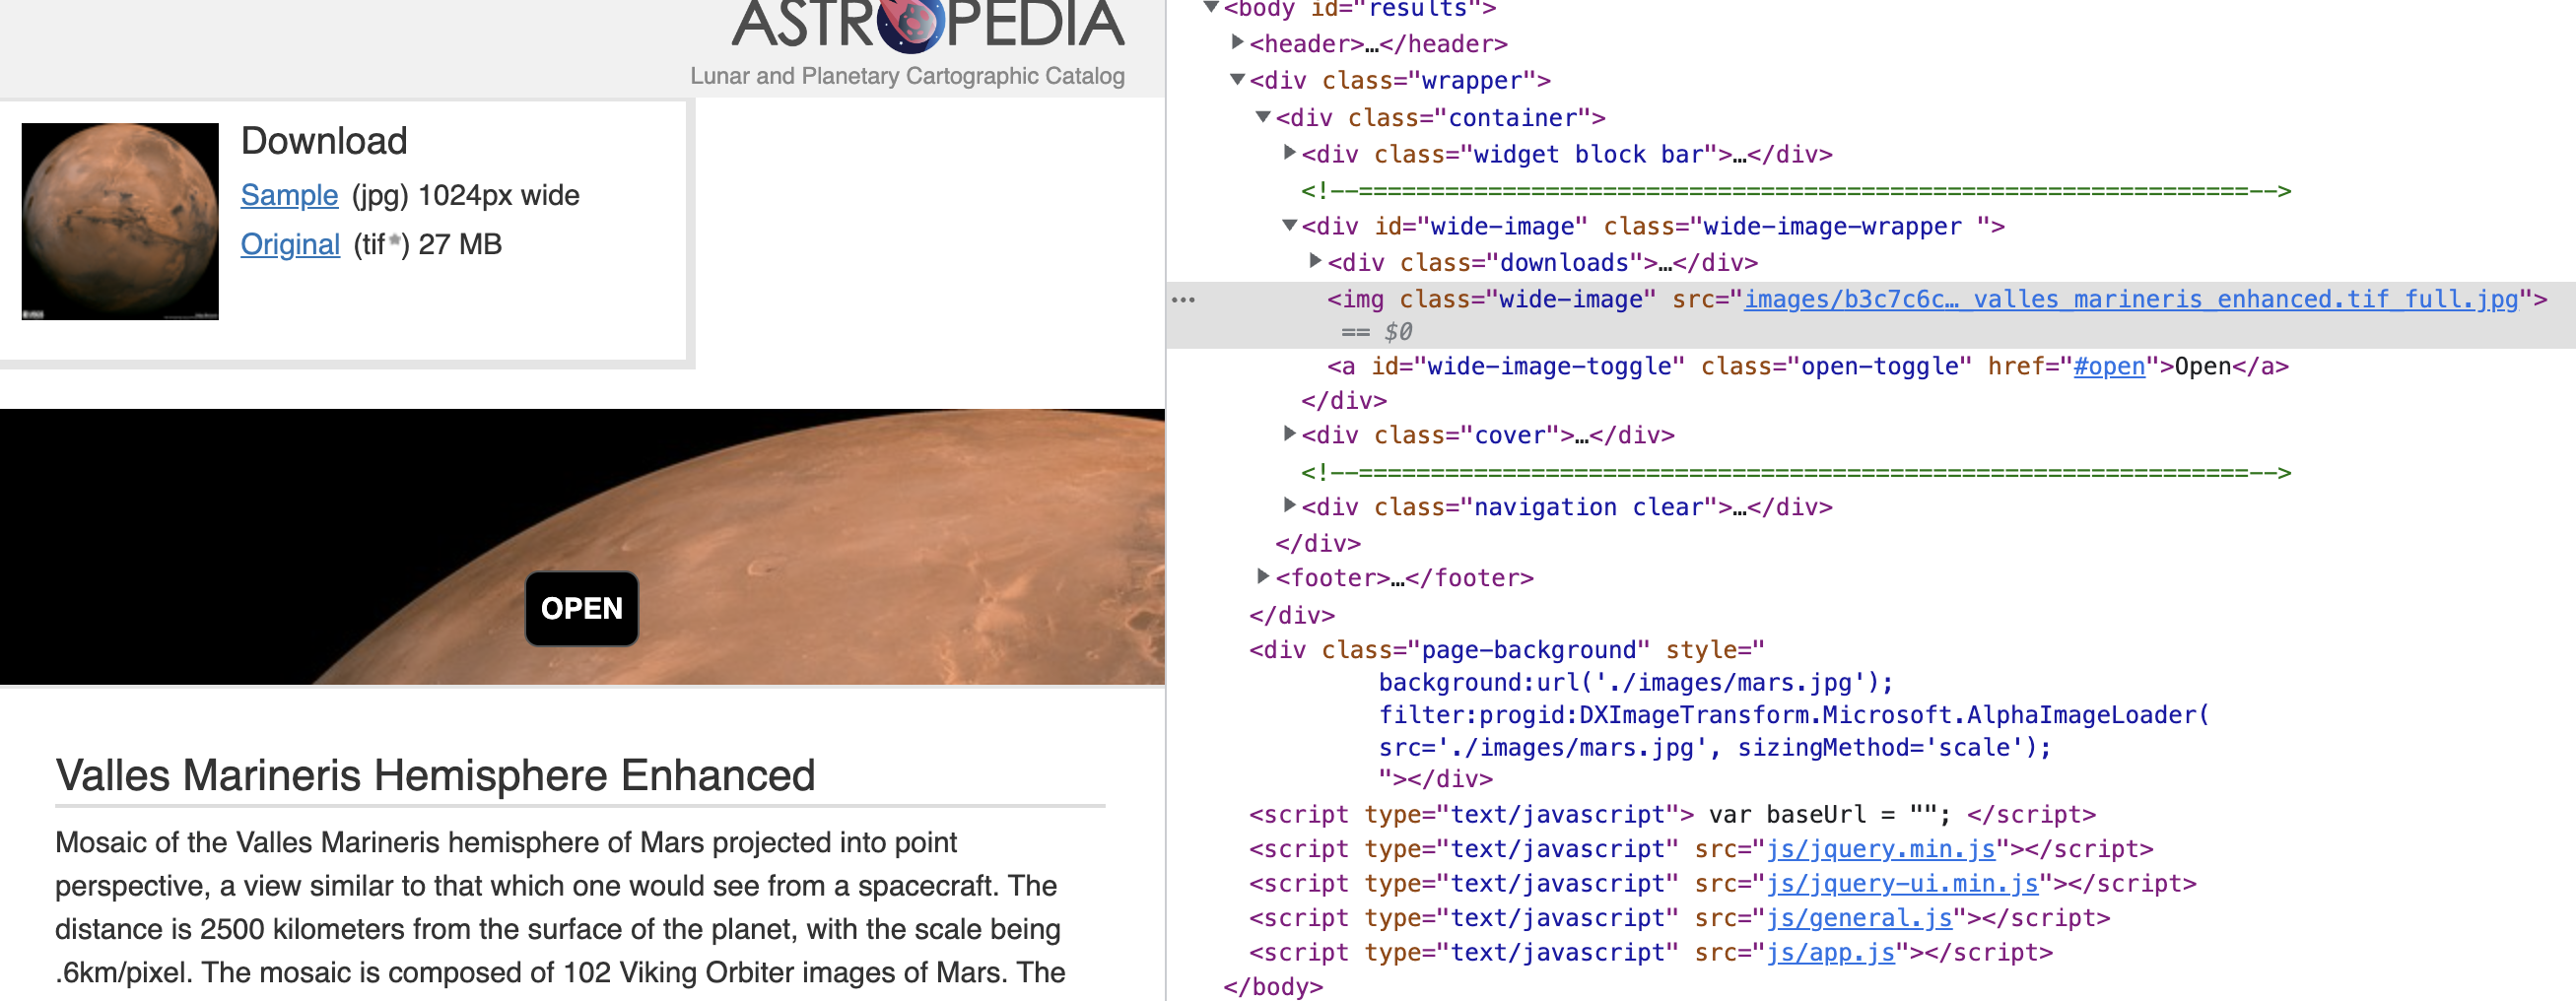 ASTROPEDIA
Lunar and Planetary Cartographic Catalog
Download
Sample (jpg) 1024px wide
Original (tif*) 27 MB
OPEN
Valles Marineris Hemisphere Enhanced
Mosaic of the Valles Marineris hemisphere of Mars projected into point
perspective, a view similar to that which one would see from a spacecraft. The
distance is 2500 kilometers from the surface of the planet, with the scale being
.6km/pixel. The mosaic is composed of 102 Viking Orbiter images of Mars. The
<body id="results">
<header>…</header>
<div class="wrapper">
<div class="container">
<div class="widget block bar">…</div>
<!--==============================================================-->
<div id="wide-image" class="wide-image-wrapper ">
<div class="downloads">…</div>
<img class="wide-image" src="images/b3c7c6c…_valles_marineris_enhanced.tif_full.jpg">
== $0
<a id="wide-image-toggle" class="open-toggle" href="#open">Open</a>
</div>
<div class="cover">…</div>
<!--==============================================================-->
<div class="navigation clear">…</div>
</div>
<footer>…</footer>
</div>
<div class="page-background" style="
background:url('./images/mars.jpg');
filter:progid:DXImageTransform.Microsoft.AlphaImageLoader(
src='./images/mars.jpg', sizingMethod='scale');
"></div>
<script type="text/javascript"> var baseUrl = ""; </script>
<script type="text/javascript" src="js/jquery.min.js"></script>
<script type="text/javascript" src="js/jquery-ui.min.js"></script>
<script type="text/javascript" src="js/general.js"></script>
<script type="text/javascript" src="js/app.js"></script>
</body>